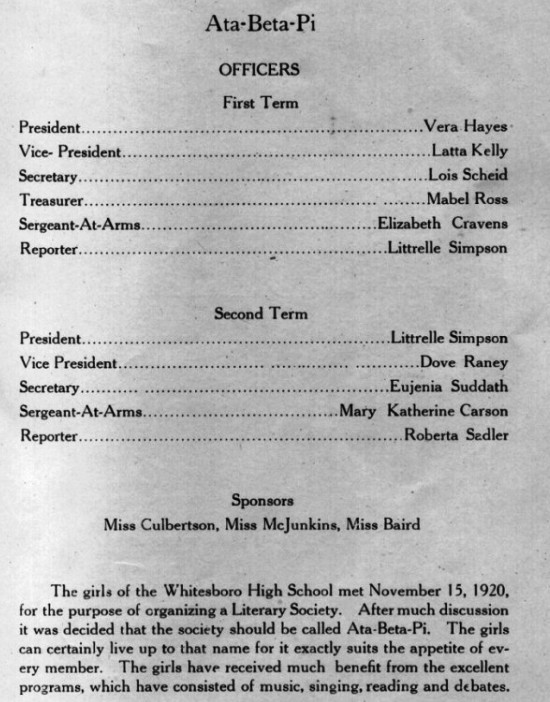 Ata-Beta-Pi
OFFICERS
First Term
President........................................................Vera Hayes
Vice- President...................................................Latta Kelly
Secretary.........................................................Lois Scheid
Treasurer................................................. ........Mabel Ross
Sergeant-At-Arms.......................................Elizabeth Cravens
Reporter..................................................Littrelle Simpson
Second Term
President..................................................Littrelle Simpson
Vice President........................ ............. ...........Dove Raney
Secretary.......... ......................................Eujenia Suddath
Sergeant-At-Arms................................Mary Katherine Carson
Reporter.....................................................Roberta Sadler
Sponsors
Miss Culbertson, Miss McJunkins, Miss Baird
The girls of the Whitesboro High School met November 15, 1920,
for the purpose of organizing a Literary Society. After much discussion
it was decided that the society should be called Ata-Beta-Pi. The girls
can certainly live up to that name for it exactly suits the appetite of ev-
ery member. The girls have received much benefit from the excellent
programs, which have consisted of music, singing, reading and debates.